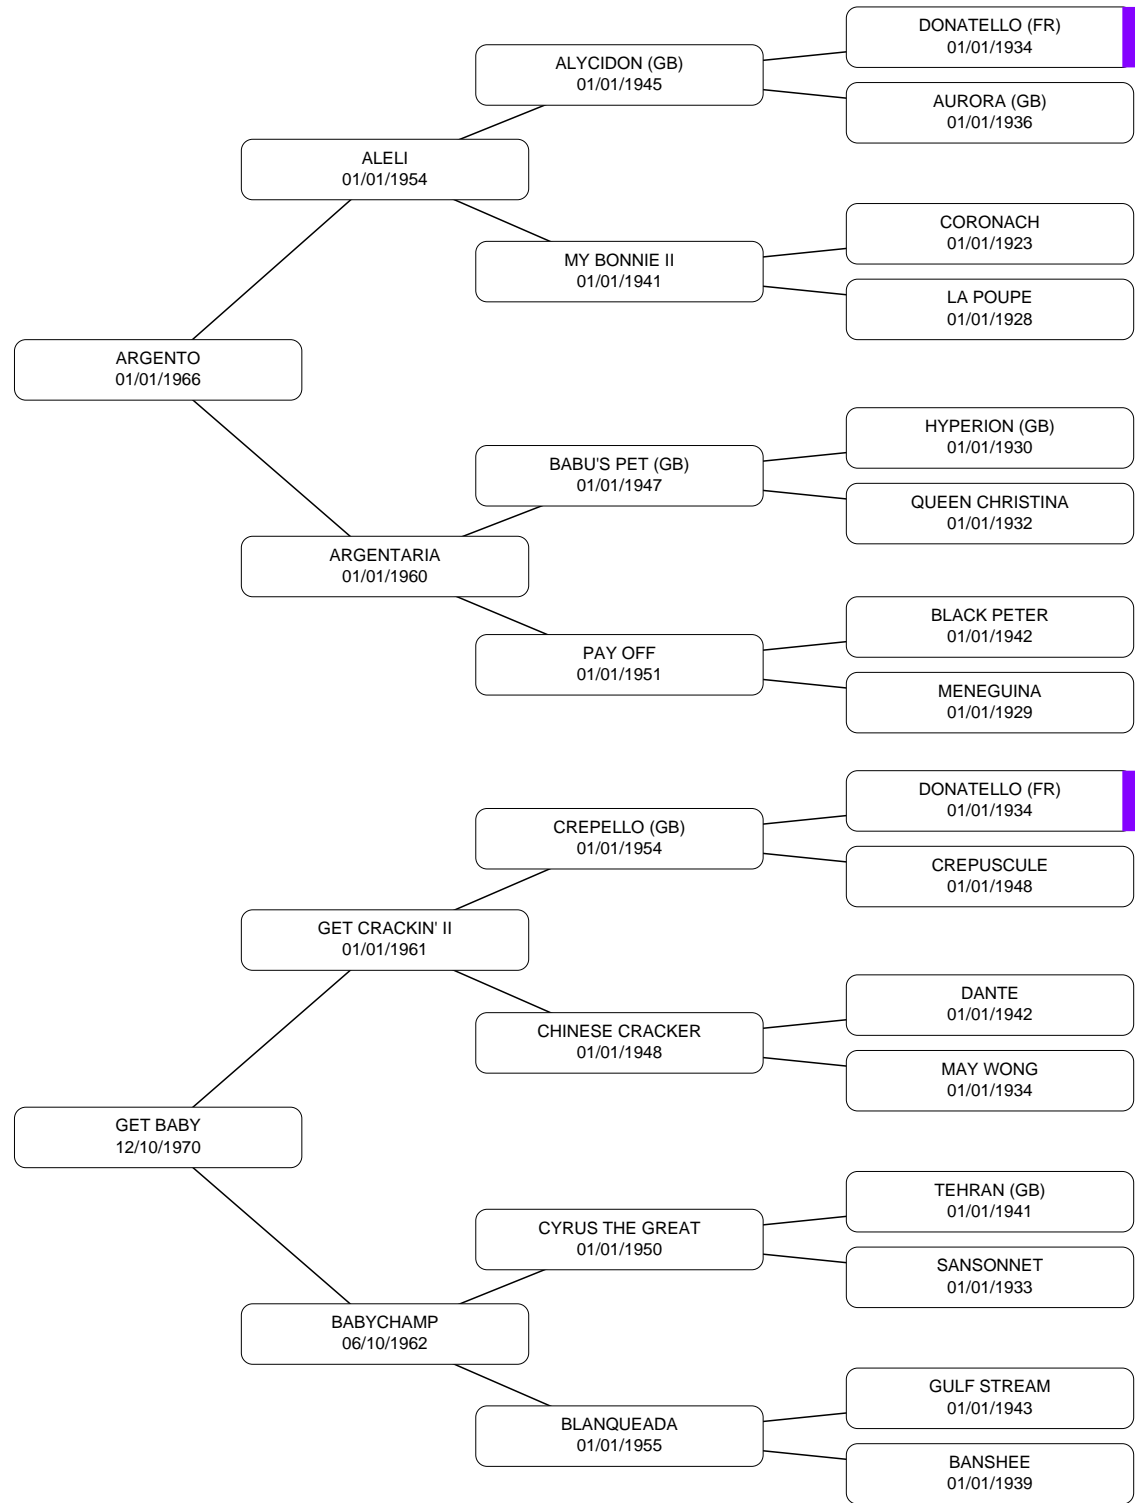 DONATELLO (FR)
01/01/1934
ALYCIDON (GB)
01/01/1945
AURORA (GB)
01/01/1936
ALELI
01/01/1954
CORONACH
01/01/1923
MY BONNIE II
01/01/1941
LA POUPE
01/01/1928
ARGENTO
01/01/1966
HYPERION (GB)
01/01/1930
BABU'S PET (GB)
01/01/1947
QUEEN CHRISTINA
01/01/1932
ARGENTARIA
01/01/1960
BLACK PETER
01/01/1942
PAY OFF
01/01/1951
MENEGUINA
01/01/1929
DONATELLO (FR)
01/01/1934
CREPELLO (GB)
01/01/1954
CREPUSCULE
01/01/1948
GET CRACKIN' II
01/01/1961
DANTE
01/01/1942
CHINESE CRACKER
01/01/1948
MAY WONG
01/01/1934
GET BABY
12/10/1970
TEHRAN (GB)
01/01/1941
CYRUS THE GREAT
01/01/1950
SANSONNET
01/01/1933
BABYCHAMP
06/10/1962
GULF STREAM
01/01/1943
BLANQUEADA
01/01/1955
BANSHEE
01/01/1939